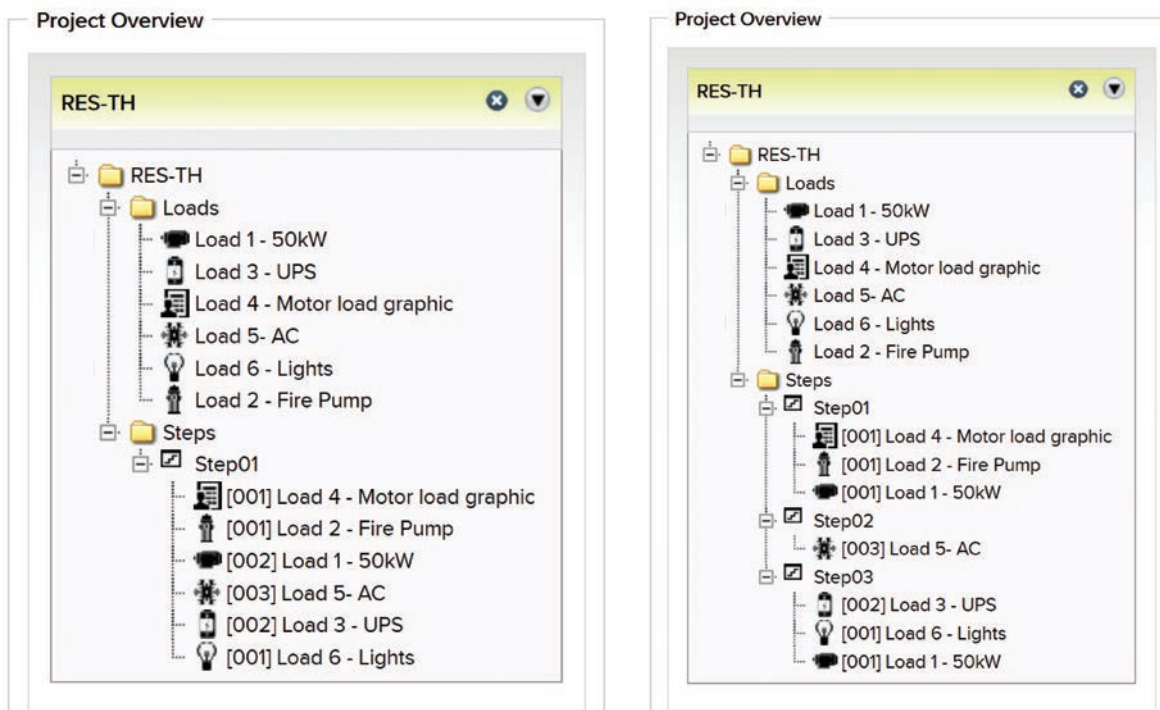 Project Overview
RES-TH
RES-TH
Loads
Load 1 - 50kW
Load 3 - UPS
Load 4 - Motor load graphic
Load 5- AC
Load 6 - Lights
Load 2 - Fire Pump
Steps
Step01
[001] Load 4 - Motor load graphic
[001] Load 2 - Fire Pump
[002] Load 1 - 50kW
[003] Load 5- AC
[002] Load 3 - UPS
[001] Load 6 - Lights
Project Overview
RES-TH
RES-TH
Loads
Load 1 - 50kW
Load 3 - UPS
Load 4 - Motor load graphic
Load 5- AC
Load 6 - Lights
Load 2 - Fire Pump
Steps
Step01
[001] Load 4 - Motor load graphic
[001] Load 2 - Fire Pump
[001] Load 1 - 50kW
Step02
[003] Load 5- AC
Step03
[002] Load 3 - UPS
[001] Load 6 - Lights
[001] Load 1 - 50kW